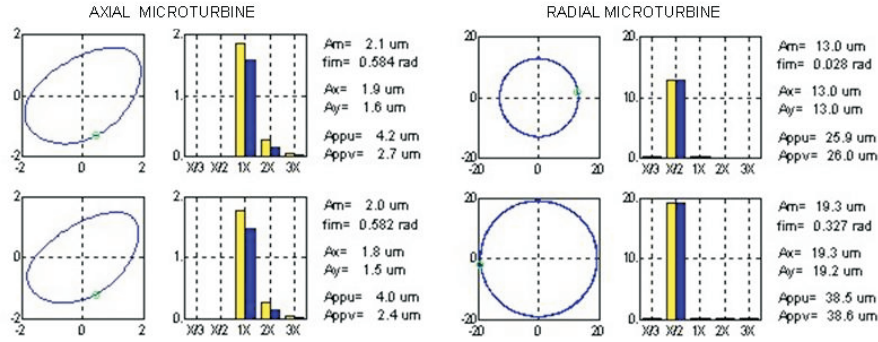 AXIAL MICROTURBINE
RADIAL MICROTURBINE
2
0
-2
-2 0 2
2
1
0
X/3 X/2 1X 2X 3X
Am= 2.1 um
fim= 0.584 rad
Ax= 1.9 um
Ay= 1.6 um
Appu= 4.2 um
Appv= 2.7 um
20
0
-20
-20 0 20
20
10
0
X/3 X/2 1X 2X 3X
Am= 13.0 um
fim= 0.028 rad
Ax= 13.0 um
Ay= 13.0 um
Appu= 25.9 um
Appv= 26.0 um
2
0
-2
-2 0 2
2
1
0
X/3 X/2 1X 2X 3X
Am= 2.0 um
fim= 0.582 rad
Ax= 1.8 um
Ay= 1.5 um
Appu= 4.0 um
Appv= 2.4 um
20
0
-20
-20 0 20
20
10
0
X/3 X/2 1X 2X 3X
Am= 19.3 um
fim= 0.327 rad
Ax= 19.3 um
Ay= 19.2 um
Appu= 38.5 um
Appv= 38.6 um